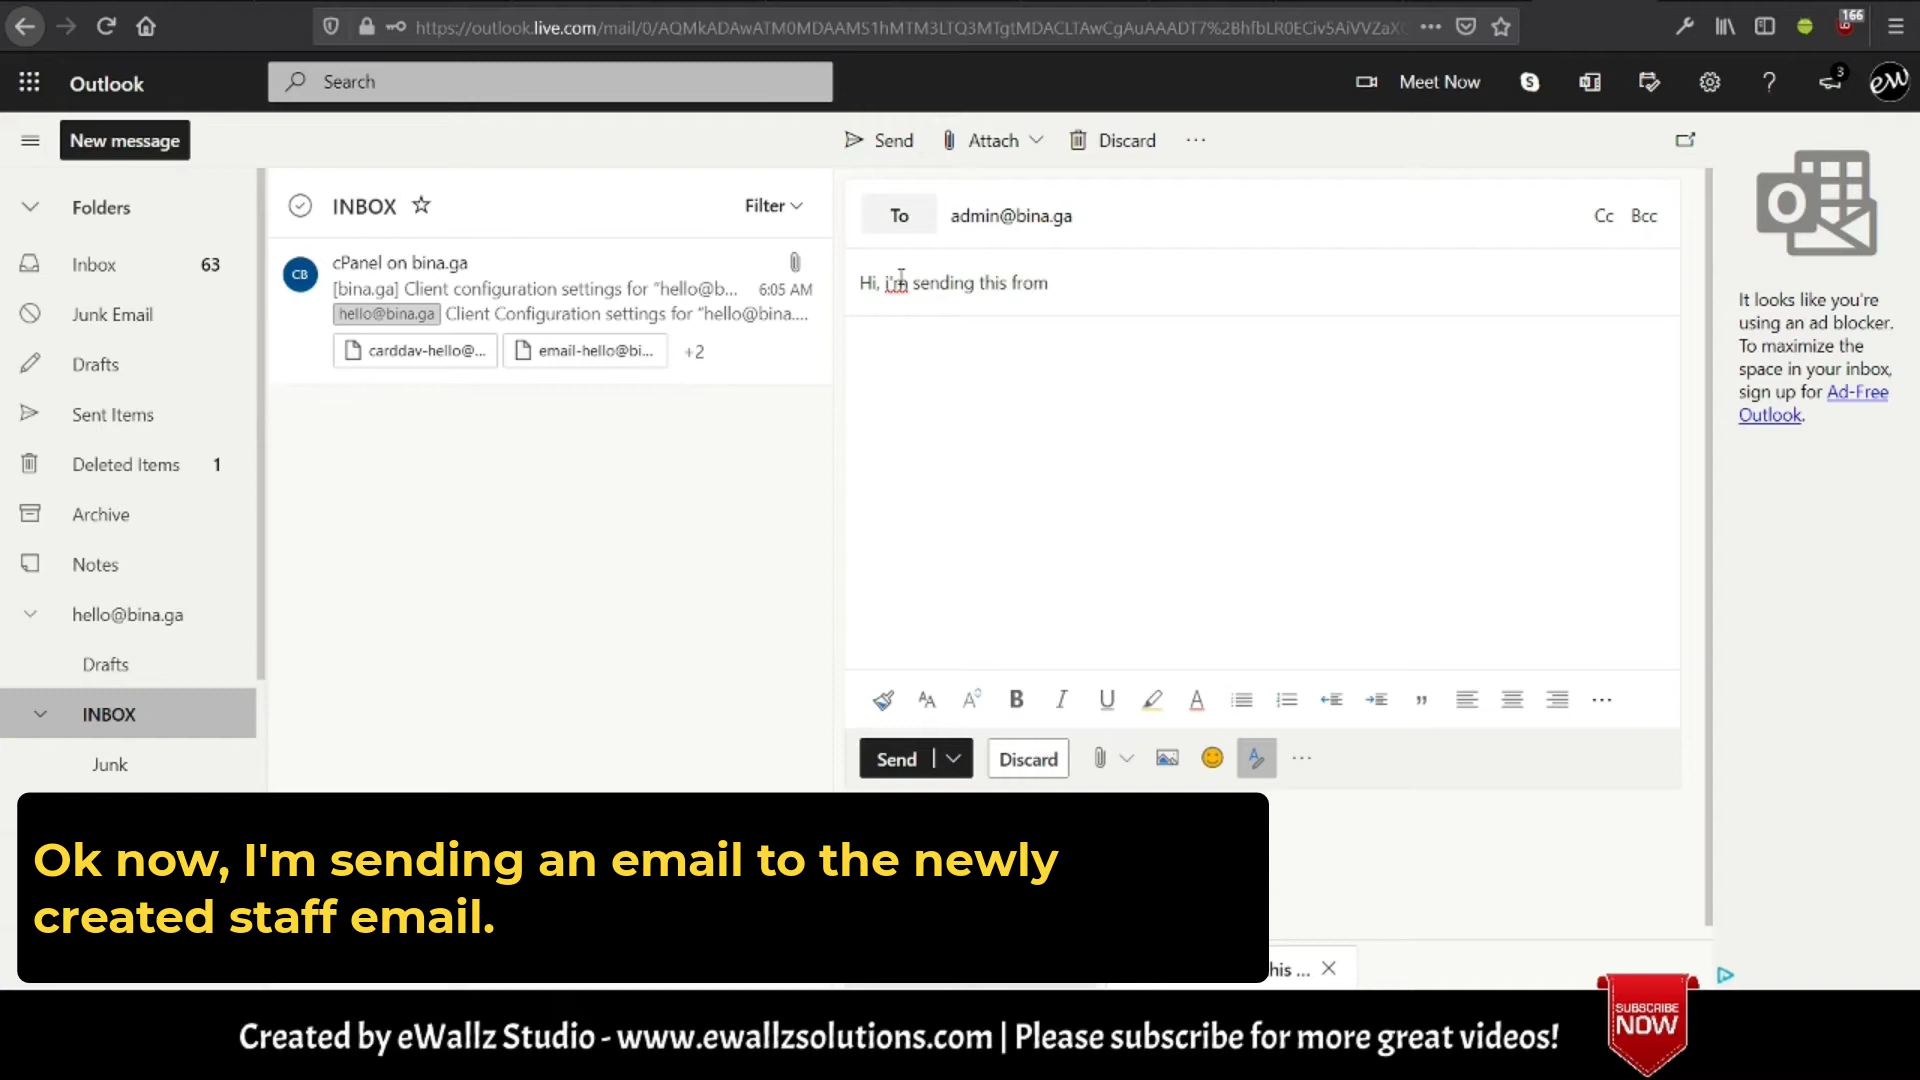 https://outlook.live.com/mail/0/
166
Outlook
Search
Meet Now
3
eW
New message
Send
Attach
Discard
Folders
INBOX
Filter
To
admin@bina.ga
Cc
Bcc
Inbox
63
CB
cPanel on bina.ga
[bina.ga] Client configuration settings for “hello@b...
6:05 AM
hello@bina.ga
Client Configuration settings for “hello@bina....
carddav-hello@...
email-hello@bi...
+2
Hi, i'm sending this from
It looks like you're
using an ad blocker.
To maximize the
space in your inbox,
sign up for Ad-Free
Outlook.
Junk Email
Drafts
Sent Items
Deleted Items
1
Archive
Notes
hello@bina.ga
Drafts
INBOX
Junk
Send
Discard
Ok now, I'm sending an email to the newly
created staff email.
his ...
Created by eWallz Studio - www.ewallzsolutions.com | Please subscribe for more great videos!
SUBSCRIBE
NOW